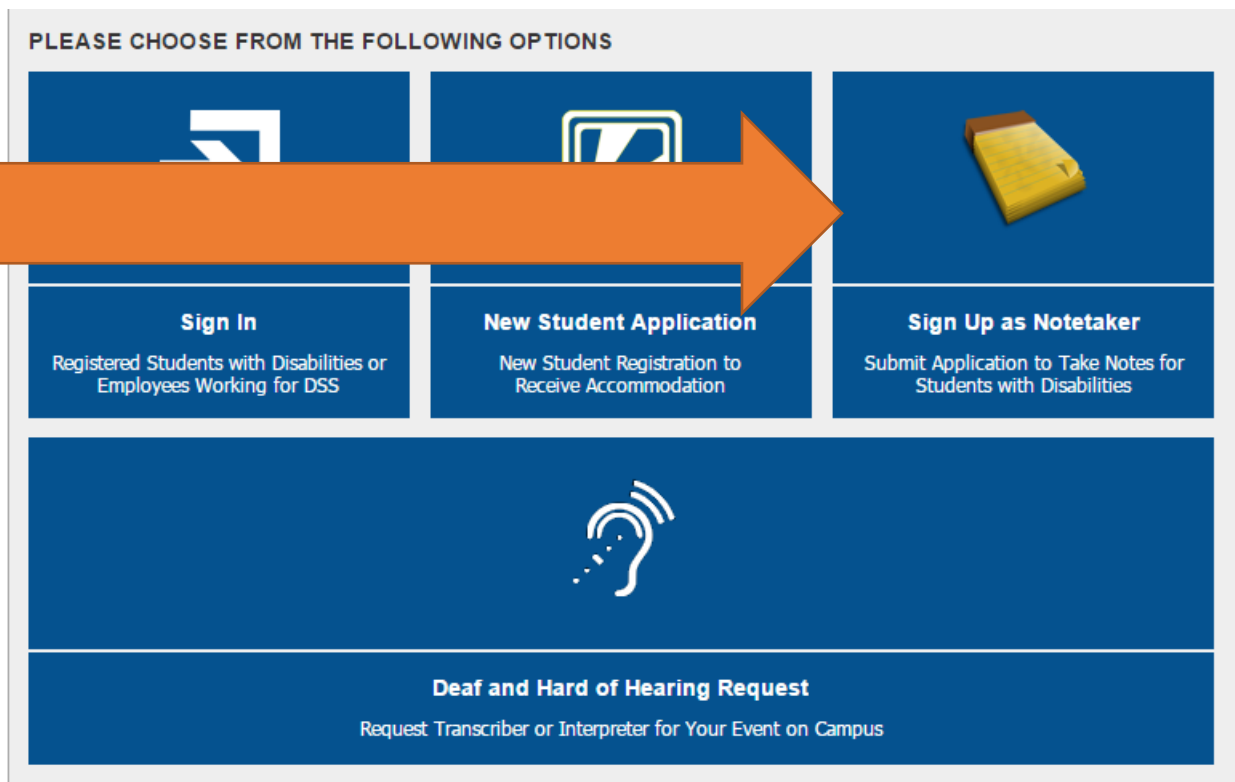 PLEASE CHOOSE FROM THE FOLLOWING OPTIONS
Sign In
Registered Students with Disabilities or
Employees Working for DSS
New Student Application
New Student Registration to
Receive Accommodation
Sign Up as Notetaker
Submit Application to Take Notes for
Students with Disabilities
Deaf and Hard of Hearing Request
Request Transcriber or Interpreter for Your Event on Campus